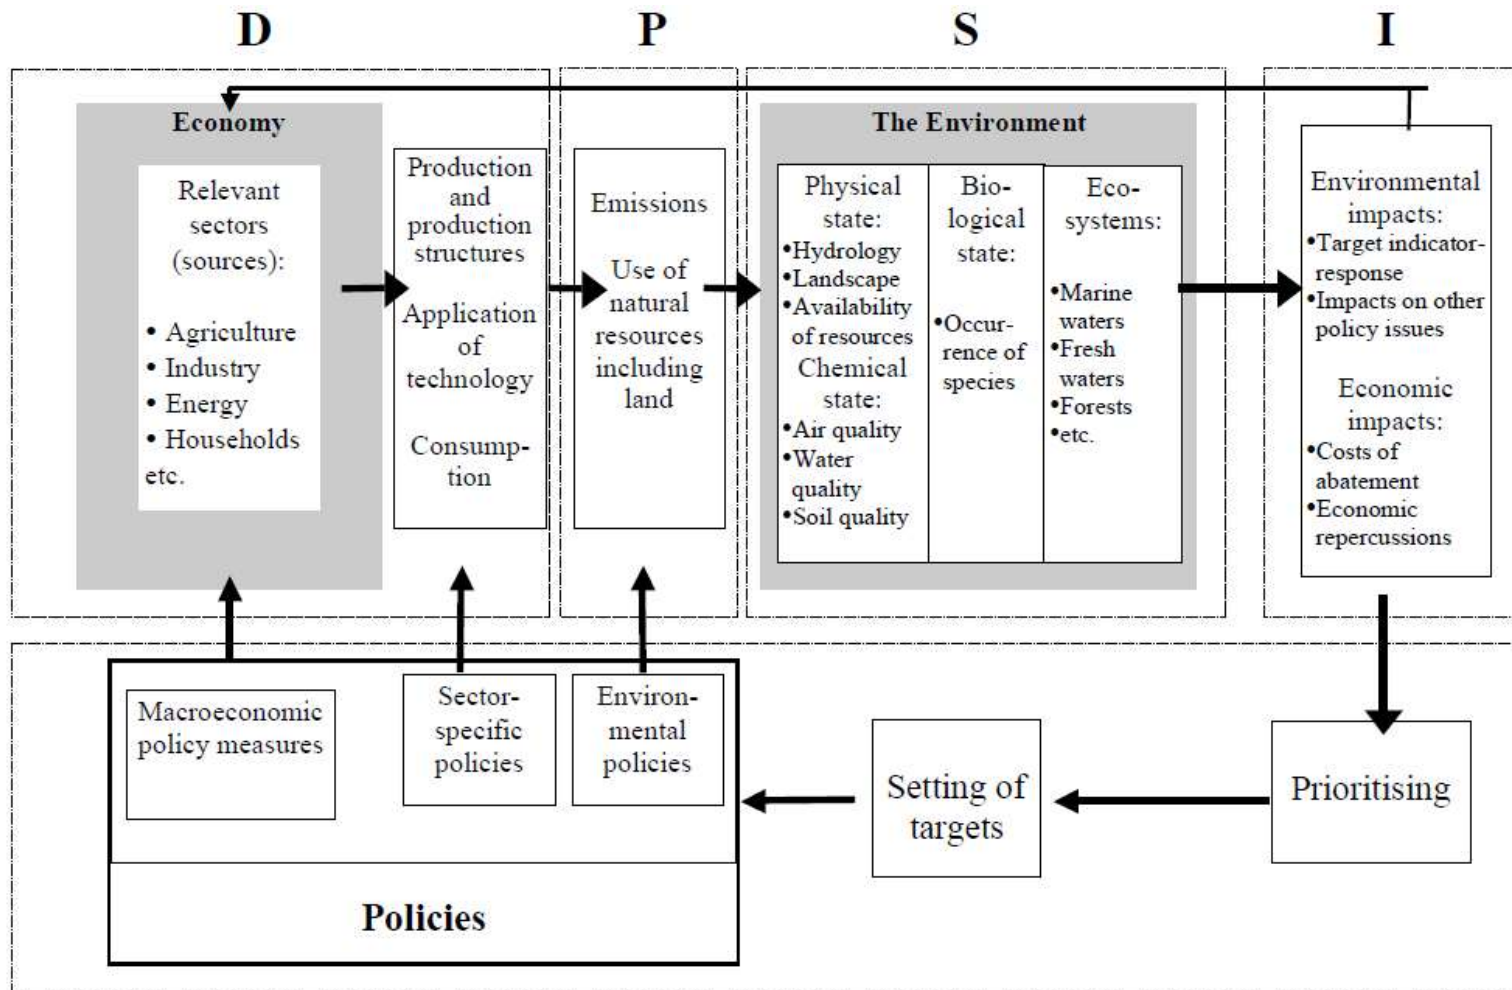 D
P
S
I
Economy
Relevant
sectors
(sources):
• Agriculture
• Industry
• Energy
• Households
etc.
Production
and
production
structures
Application
of
technology
Consump-
tion
Emissions
Use of
natural
resources
including
land
The Environment
Physical
state:
•Hydrology
•Landscape
•Availability
of resources
Chemical
state:
•Air quality
•Water
quality
•Soil quality
Bio-
logical
state:
•Occur-
rence of
species
Eco-
systems:
•Marine
waters
•Fresh
waters
•Forests
•etc.
Environmental
impacts:
•Target indicator-
response
•Impacts on other
policy issues
Economic
impacts:
•Costs of
abatement
•Economic
repercussions
Macroeconomic
policy measures
Sector-
specific
policies
Environ-
mental
policies
Policies
Setting of
targets
Prioritising